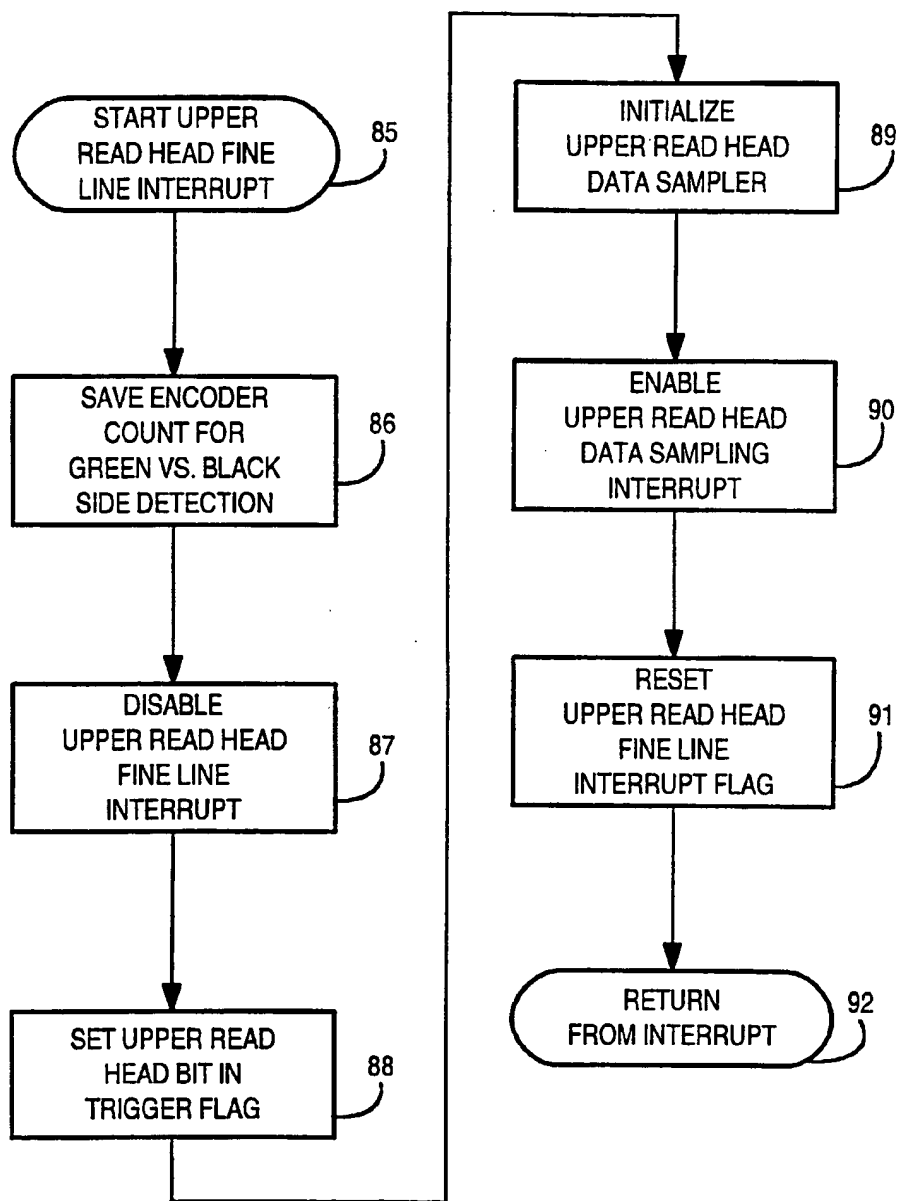 START UPPER
READ HEAD FINE
LINE INTERRUPT
85
SAVE ENCODER
COUNT FOR
GREEN VS. BLACK
SIDE DETECTION
86
DISABLE
UPPER READ HEAD
FINE LINE
INTERRUPT
87
SET UPPER READ
HEAD BIT IN
TRIGGER FLAG
88
INITIALIZE
UPPER READ HEAD
DATA SAMPLER
89
ENABLE
UPPER READ HEAD
DATA SAMPLING
INTERRUPT
90
RESET
UPPER READ HEAD
FINE LINE
INTERRUPT FLAG
91
RETURN
FROM INTERRUPT
92